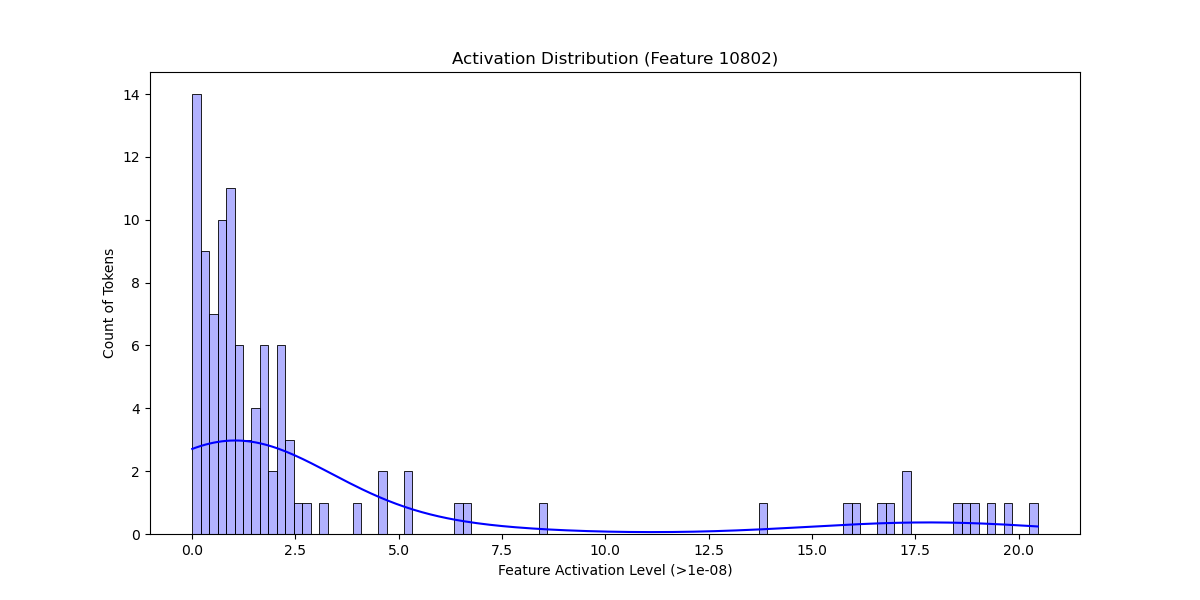 Activation Distribution (Feature 10802)
14
12
10
8
6
4
2
0
Count of Tokens
0.0 2.5 5.0 7.5 10.0 12.5 15.0 17.5 20.0
Feature Activation Level (>1e-08)